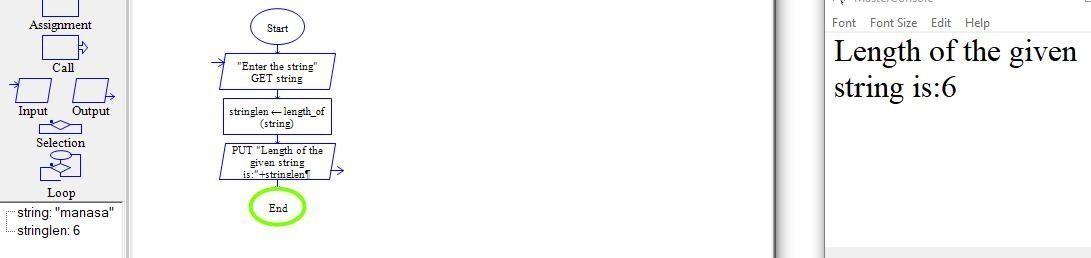 Assignment
Call
Input Output
Selection
Loop
string: "manasa"
stringlen: 6
Start
"Enter the string"
GET string
stringlen ← length_of
(string)
PUT "Length of the
given string
is:"+stringlen¶
End
MasterConsole
Font Font Size Edit Help
Length of the given
string is:6